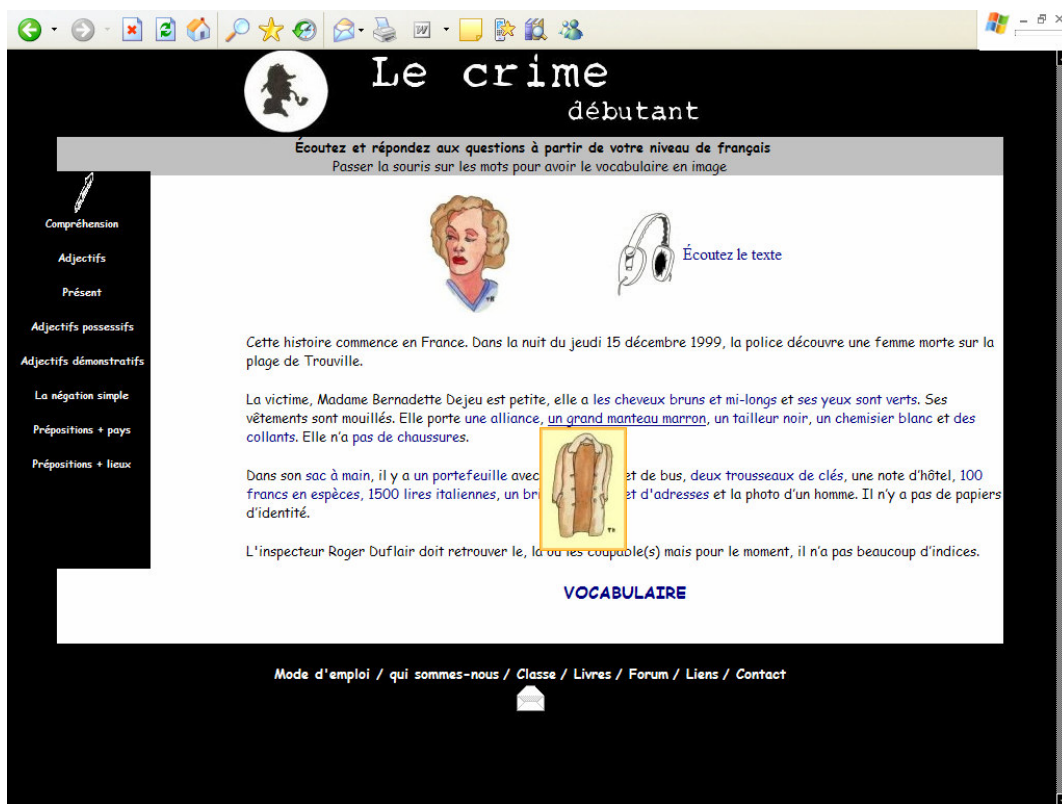 Le crime
débutant
Écoutez et répondez aux questions à partir de votre niveau de français
Passer la souris sur les mots pour avoir le vocabulaire en image
Compréhension
Adjectifs
Présent
Adjectifs possessifs
Adjectifs démonstratifs
La négation simple
Prépositions + pays
Prépositions + lieux
Écoutez le texte
Cette histoire commence en France. Dans la nuit du jeudi 15 décembre 1999, la police découvre une femme morte sur la
plage de Trouville.
La victime, Madame Bernadette Dejeu est petite, elle a les cheveux bruns et mi-longs et ses yeux sont verts. Ses
vêtements sont mouillés. Elle porte une alliance, un grand manteau marron, un tailleur noir, un chemisier blanc et des
collants. Elle n'a pas de chaussures.
Dans son sac à main, il y a un portefeuille avec et de bus, deux trousseaux de clés, une note d'hôtel, 100
francs en espèces, 1500 lires italiennes, un bri et d'adresses et la photo d'un homme. Il n'y a pas de papiers
d'identité.
L'inspecteur Roger Duflair doit retrouver le, la ou les coupable(s) mais pour le moment, il n'a pas beaucoup d'indices.
VOCABULAIRE
Mode d'emploi / qui sommes-nous / Classe / Livres / Forum / Liens / Contact